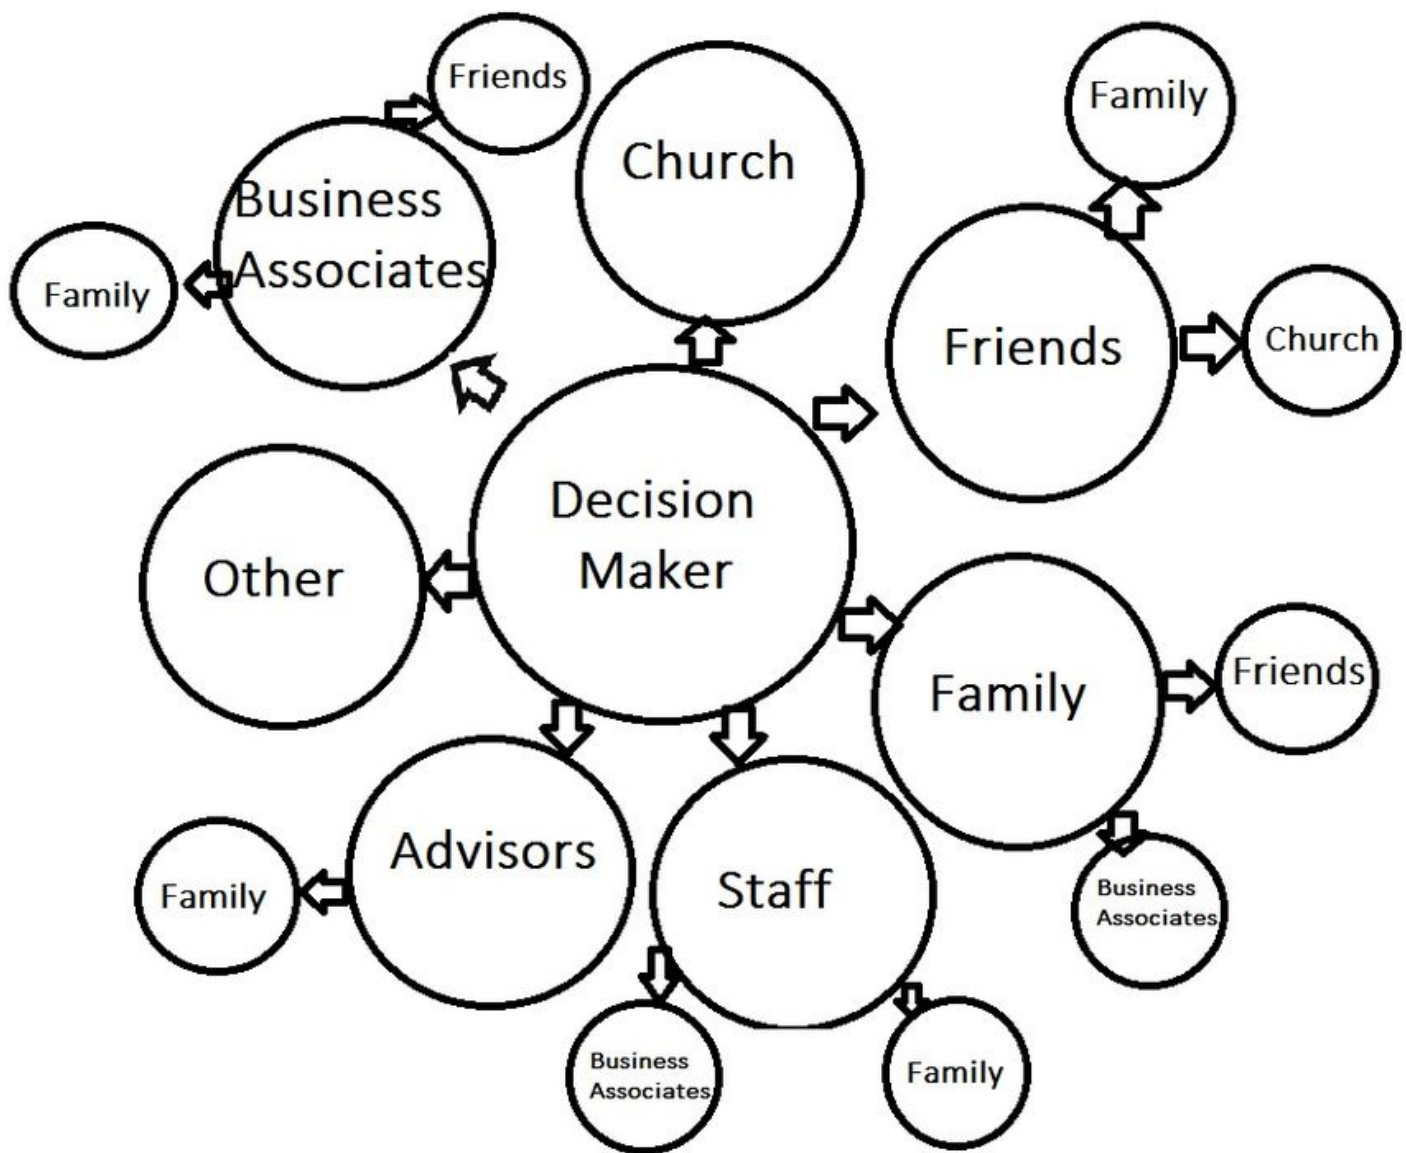 Friends
Family
Church
Business
Associates
Family
Friends
Church
Decision
Maker
Other
Family
Friends
Advisors
Staff
Family
Business
Associates
Business
Associates
Family